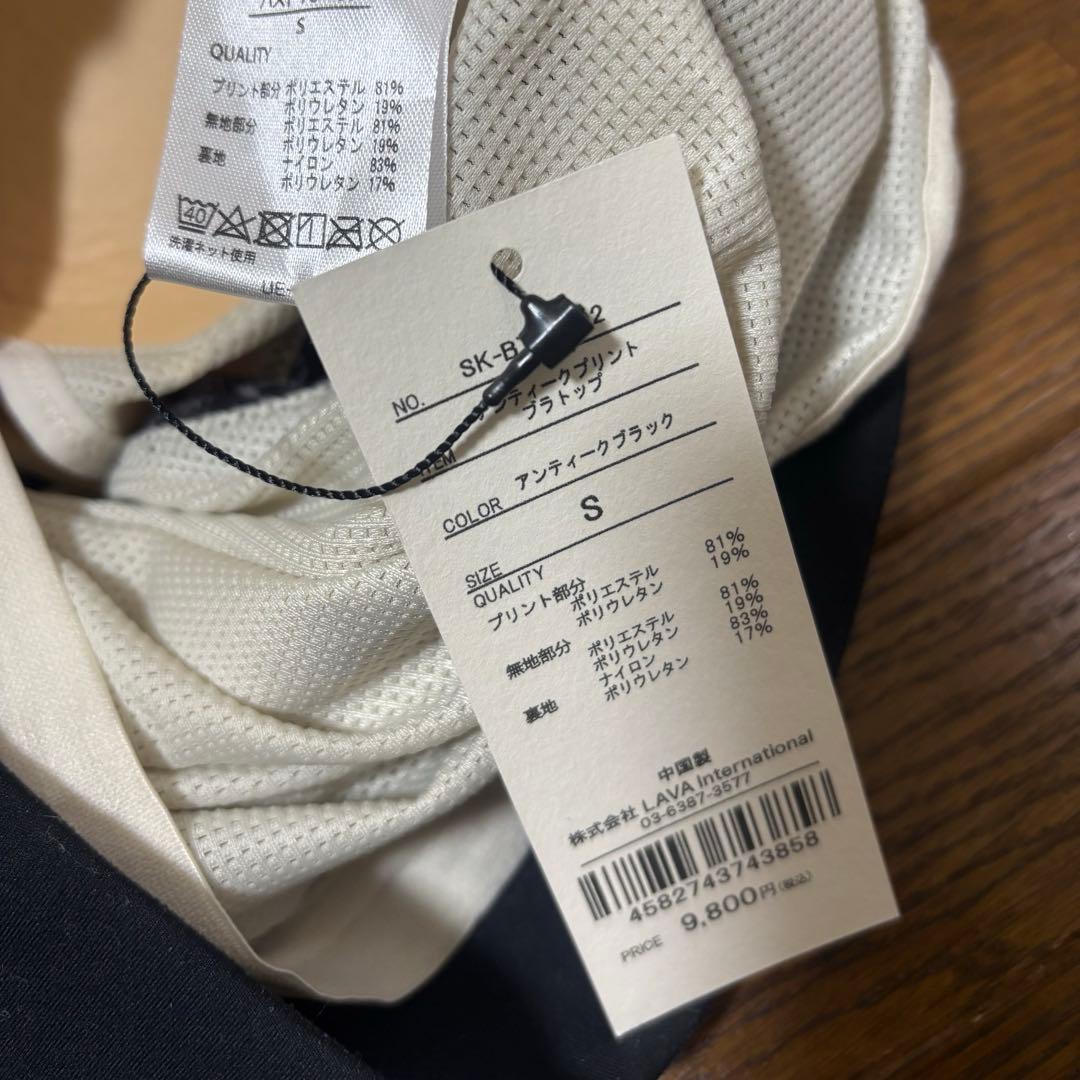 S
QUALITY
プリント部分 ポリエステル 81%
ポリウレタン 19%
無地部分 ポリエステル 81%
ポリウレタン 19%
裏地 ナイロン 83%
ポリウレタン 17%
40
洗濯ネット使用
NO. SK-B
2
アンティークプリント
ブラトップ
ITEM
COLOR アンティークブラック
SIZE S
QUALITY
プリント部分
ポリエステル 81%
ポリウレタン 19%
無地部分 ポリエステル 81%
ポリウレタン 19%
ナイロン 83%
裏地 ポリウレタン 17%
中国製
株式会社 LAVA International
03-6387-3577
4582743743858
PRICE 9,800円(税込)